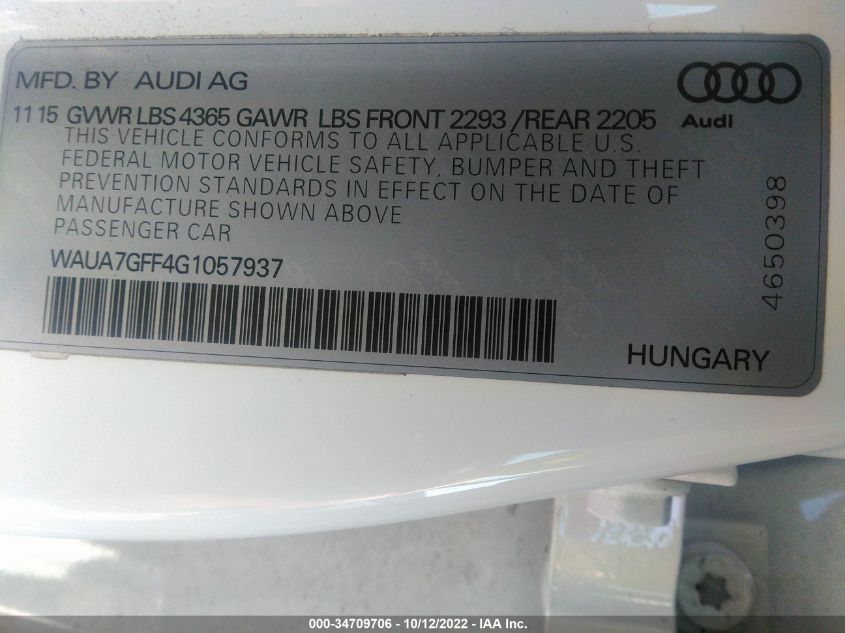 MFD. BY AUDI AG
11 15 GVWR LBS 4365 GAWR LBS FRONT 2293 /REAR 2205
Audi
THIS VEHICLE CONFORMS TO ALL APPLICABLE U.S.
FEDERAL MOTOR VEHICLE SAFETY, BUMPER AND THEFT
PREVENTION STANDARDS IN EFFECT ON THE DATE OF
MANUFACTURE SHOWN ABOVE
PASSENGER CAR
WAUA7GFF4G1057937
4650398
HUNGARY
000-34709706 - 10/12/2022 - IAA Inc.